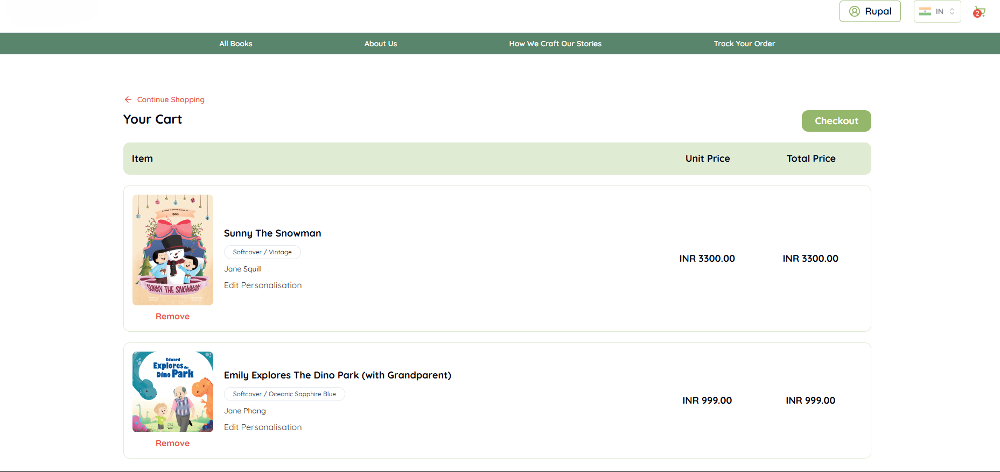 Rupal
IN
2
All Books
About Us
How We Craft Our Stories
Track Your Order
Continue Shopping
Your Cart
Checkout
Item
Unit Price
Total Price
Bob
SUNNY THE SNOWMAN
Remove
Sunny The Snowman
Softcover / Vintage
Jane Squill
Edit Personalisation
INR 3300.00
INR 3300.00
Edward
Explores the
Dino Park
Remove
Emily Explores The Dino Park (with Grandparent)
Softcover / Oceanic Sapphire Blue
Jane Phang
Edit Personalisation
INR 999.00
INR 999.00